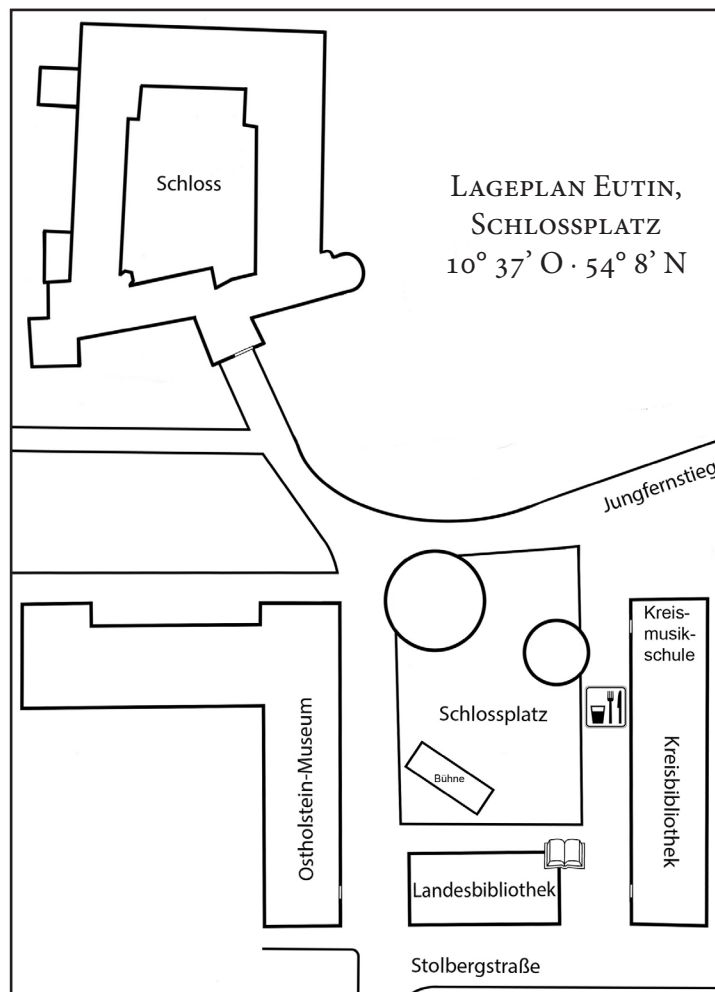 Schloss
Lageplan Eutin,
Schlossplatz
10° 37’ O · 54° 8’ N
Jungfernstieg
Kreis-
musik-
schule
Schlossplatz
Ostholstein-Museum
Kreisbibliothek
Bühne
Landesbibliothek
Stolbergstraße